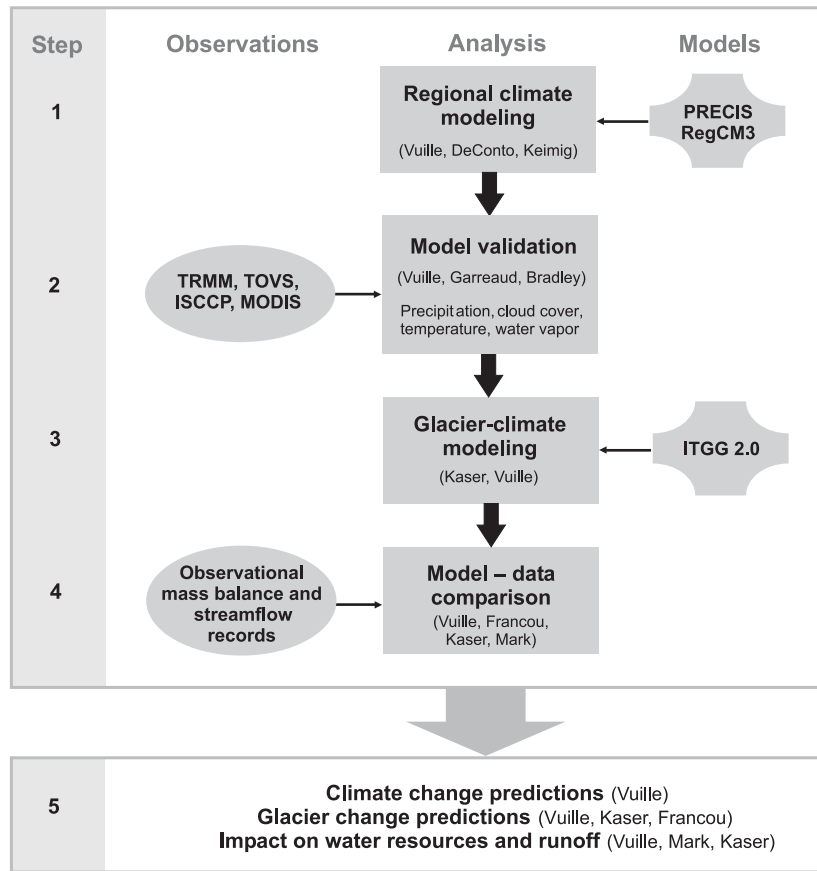 Step Observations Analysis Models
1
Regional climate
modeling
(Vuille, DeConto, Keimig)
PRECIS
RegCM3
2
TRMM, TOVS,
ISCCP, MODIS
Model validation
(Vuille, Garreaud, Bradley)
Precipitation, cloud cover,
temperature, water vapor
3
Glacier-climate
modeling
(Kaser, Vuille)
ITGG 2.0
4
Observational
mass balance and
streamflow
records
Model – data
comparison
(Vuille, Francou,
Kaser, Mark)
5
Climate change predictions (Vuille)
Glacier change predictions (Vuille, Kaser, Francou)
Impact on water resources and runoff (Vuille, Mark, Kaser)